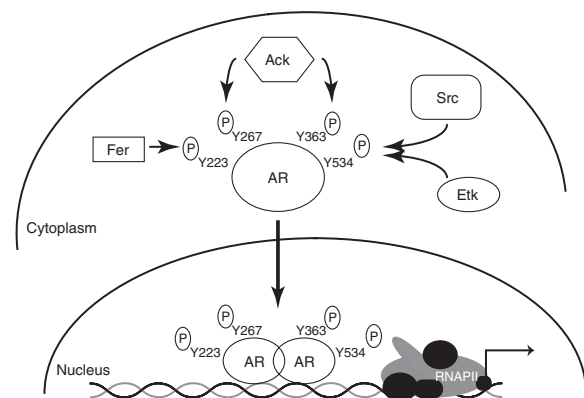 Ack
P
P
Src
Y267
Y363
Fer
P
P
Y223
Y534
AR
Etk
Cytoplasm
P
P
Y267
Y363
P
P
Y223
Y534
AR
AR
Nucleus
RNAPII